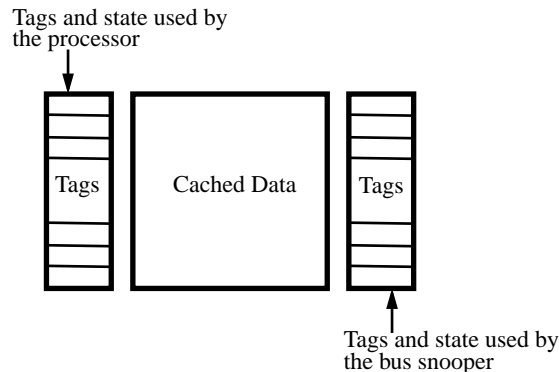 Tags and state used by
the processor
Tags
Cached Data
Tags
Tags and state used by
the bus snooper